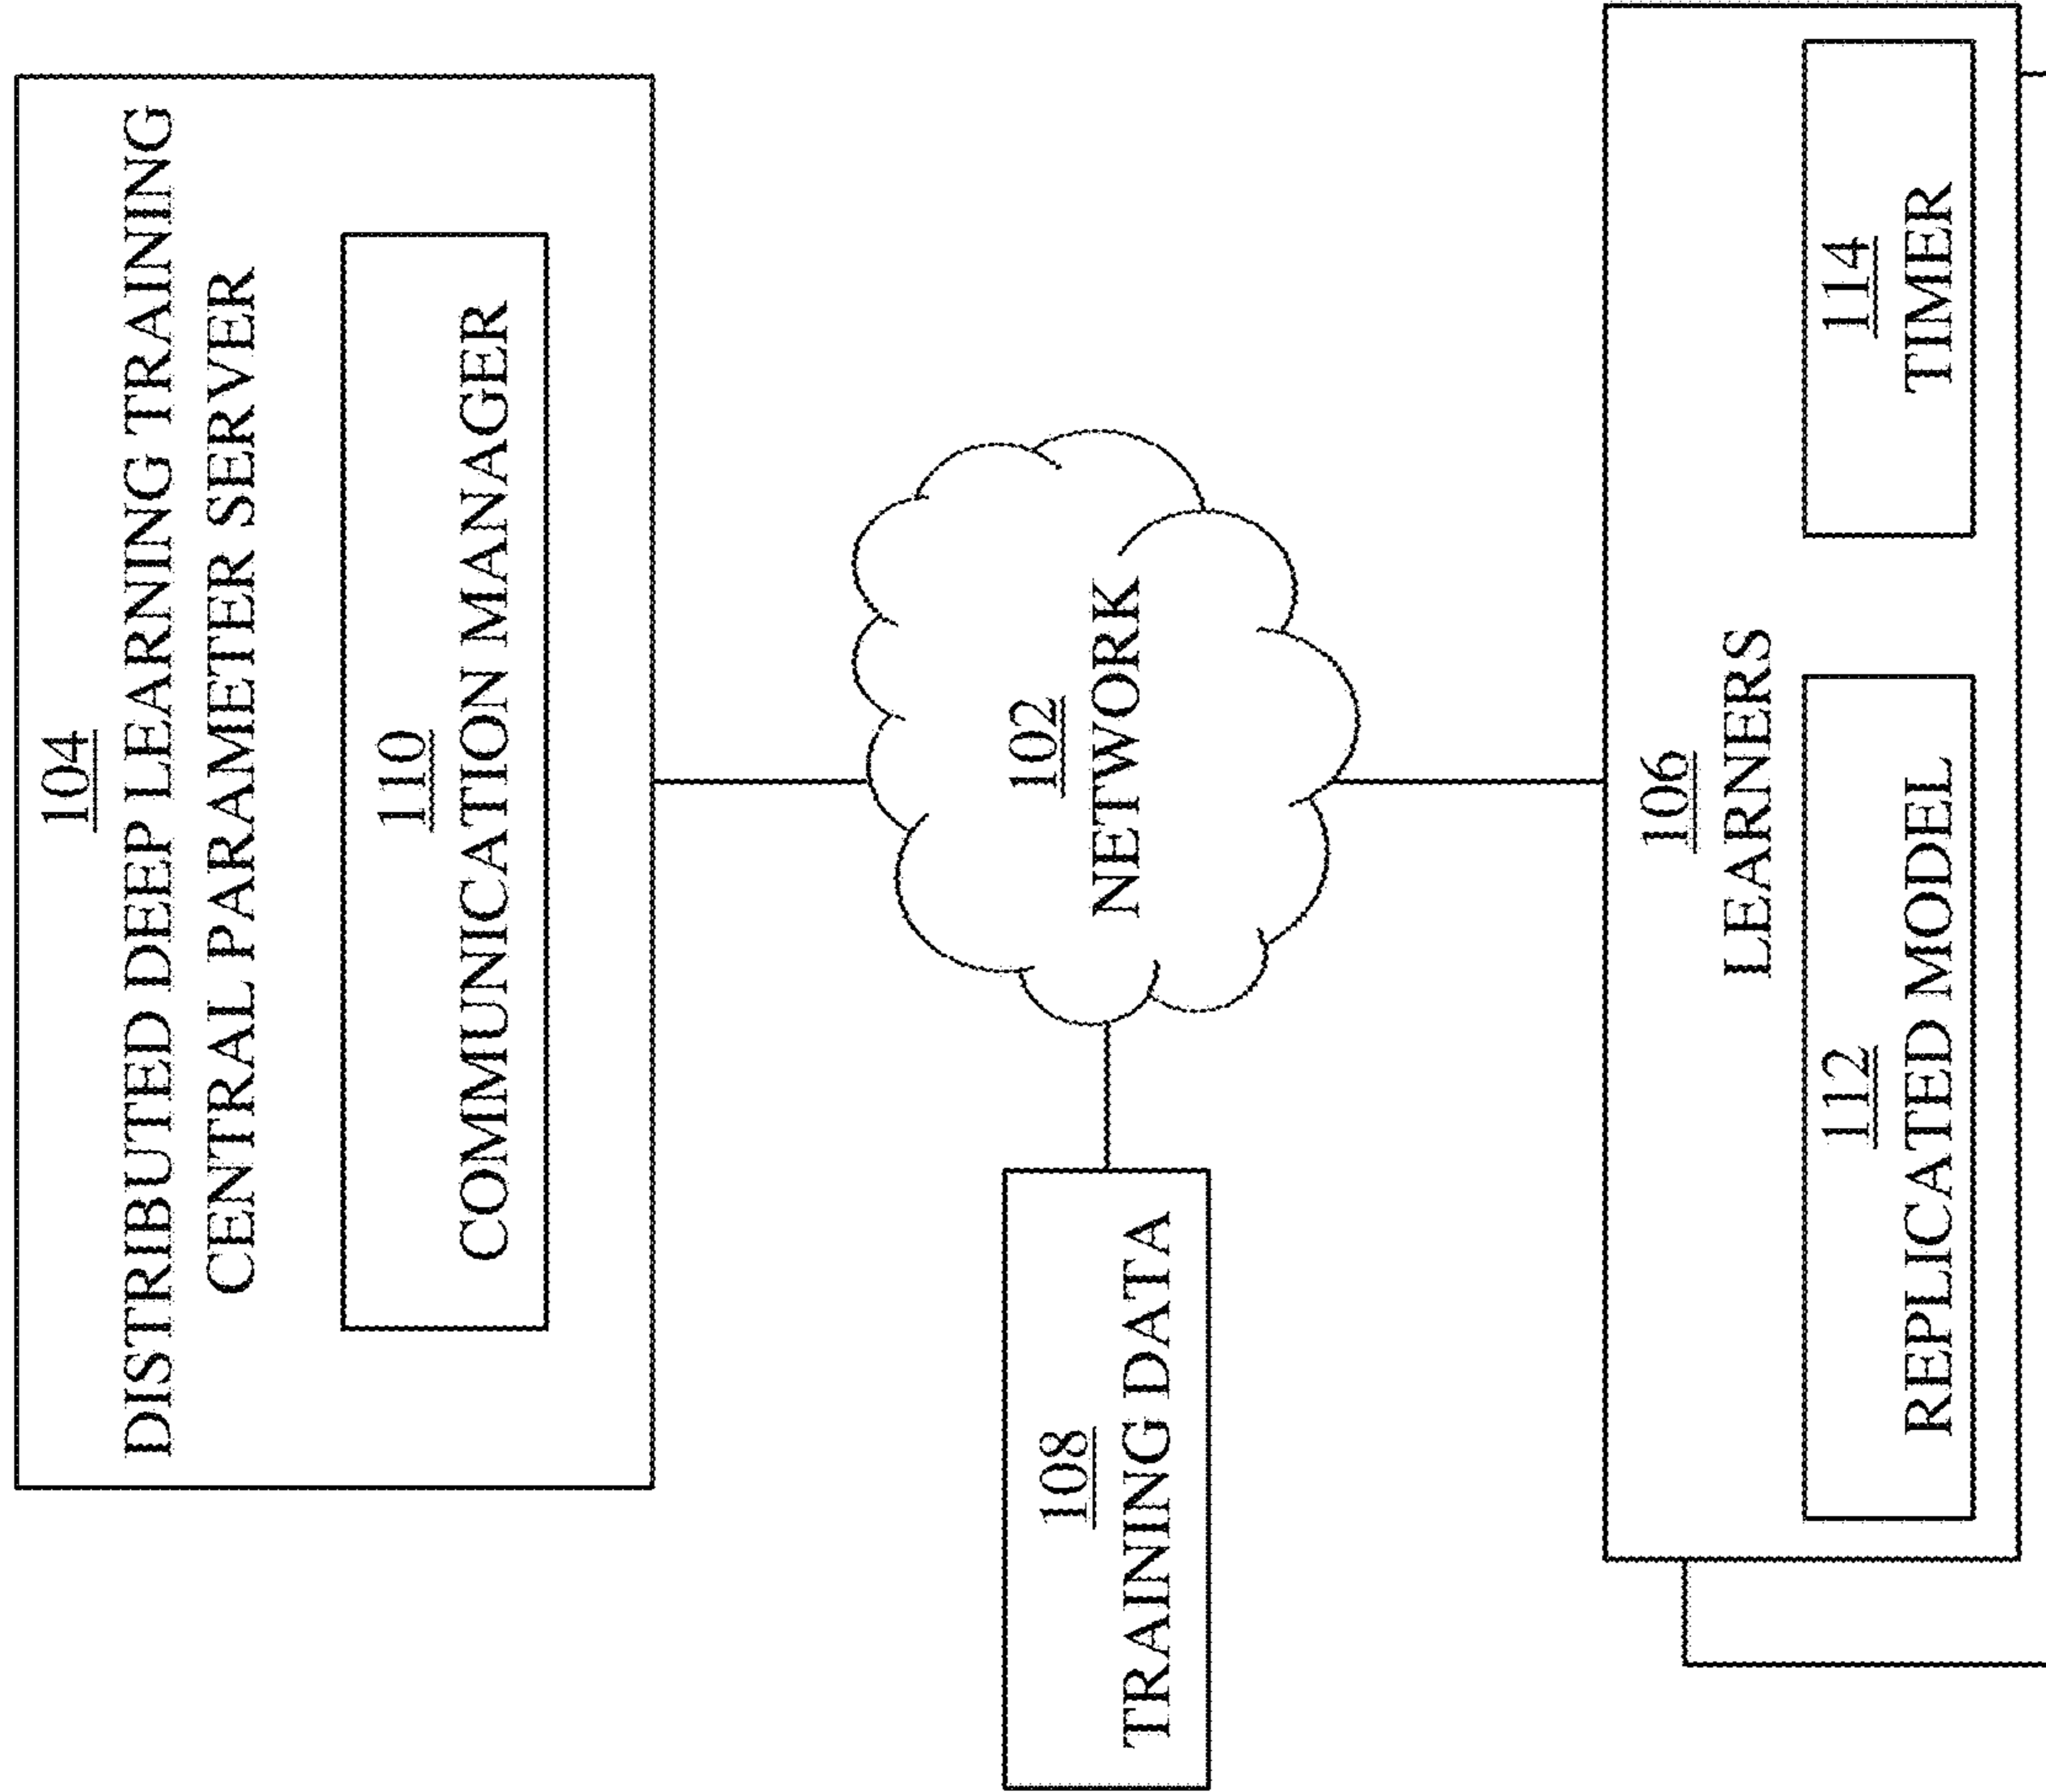 104
DISTRIBUTED DEEP LEARNING TRAINING
CENTRAL PARAMETER SERVER
110
COMMUNICATION MANAGER
102
NETWORK
108
TRAINING DATA
106
LEARNERS
112
REPLICATED MODEL
114
TIMER